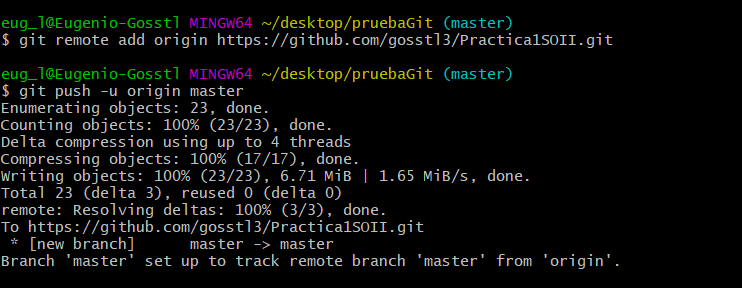 eug_l@Eugenio-Gosstl MINGW64 ~/desktop/pruebaGit (master)
$ git remote add origin https://github.com/gosstl3/Practica1SOII.git
eug_l@Eugenio-Gosstl MINGW64 ~/desktop/pruebaGit (master)
$ git push -u origin master
Enumerating objects: 23, done.
Counting objects: 100% (23/23), done.
Delta compression using up to 4 threads
Compressing objects: 100% (17/17), done.
Writing objects: 100% (23/23), 6.71 MiB | 1.65 MiB/s, done.
Total 23 (delta 3), reused 0 (delta 0)
remote: Resolving deltas: 100% (3/3), done.
To https://github.com/gosstl3/Practica1SOII.git
 * [new branch]      master -> master
Branch 'master' set up to track remote branch 'master' from 'origin'.